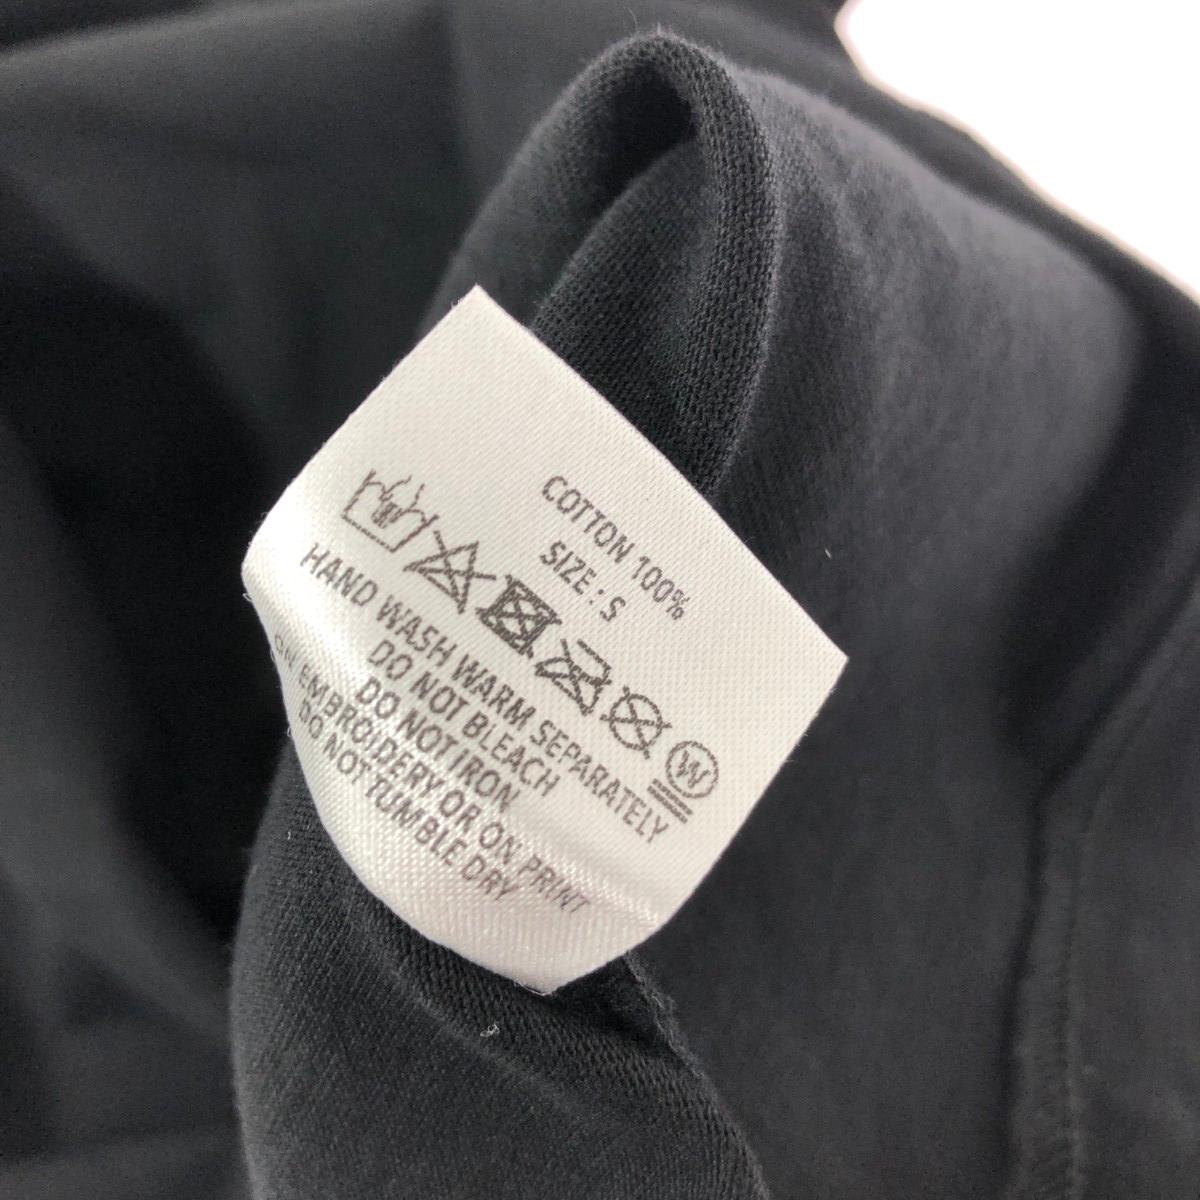 COTTON 100%
SIZE : S
W
HAND WASH WARM SEPARATELY
DO NOT BLEACH
DO NOT IRON
ON EMBROIDERY OR ON PRINT
DO NOT TUMBLE DRY